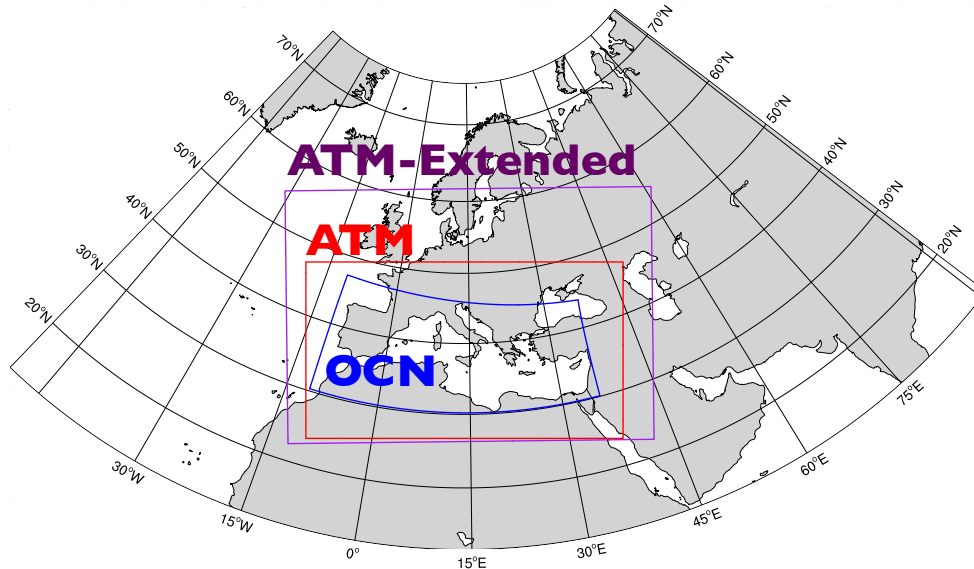 70°N
70°N
60°N
60°N
50°N
50°N
ATM-Extended
40°N
40°N
30°N
ATM
30°N
20°N
20°N
OCN
75°E
30°W
60°E
15°W
45°E
0°
30°E
15°E